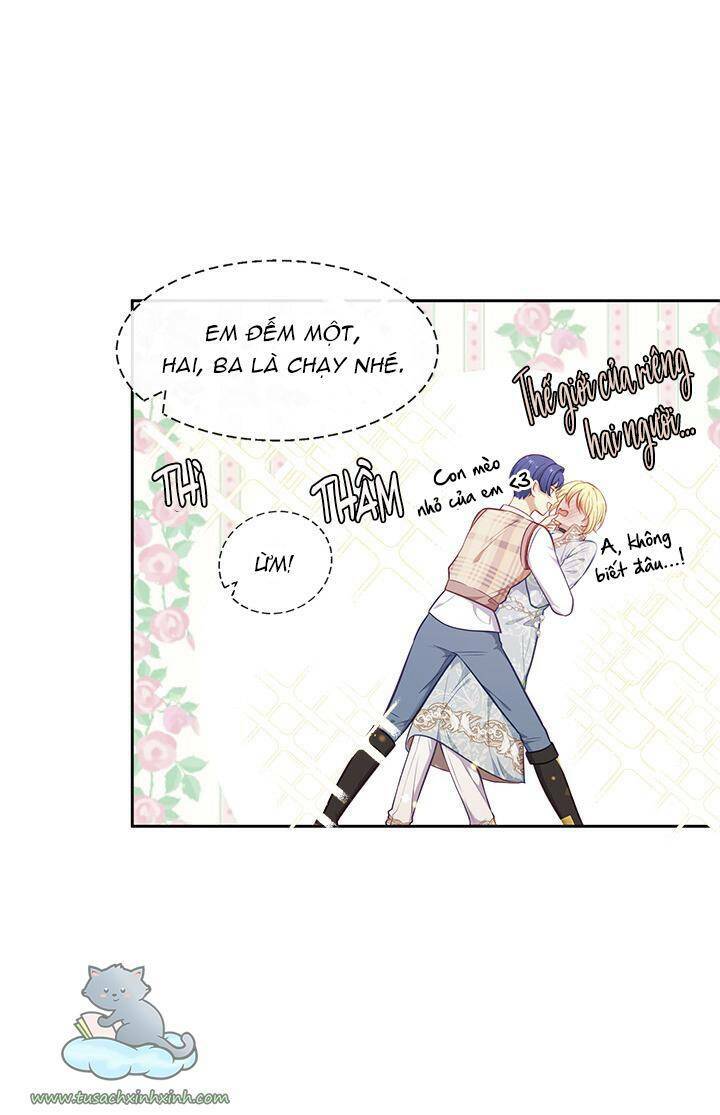 EM ĐẾM MỘT,
HAI, BA LÀ CHẠY NHÉ.
Thế giới của riêng
hai người...
THÌ
THẦM
Con mèo
nhỏ của em <3
A, không
biết đâu...!
ỪM!
www.tusachxinhxinh.com